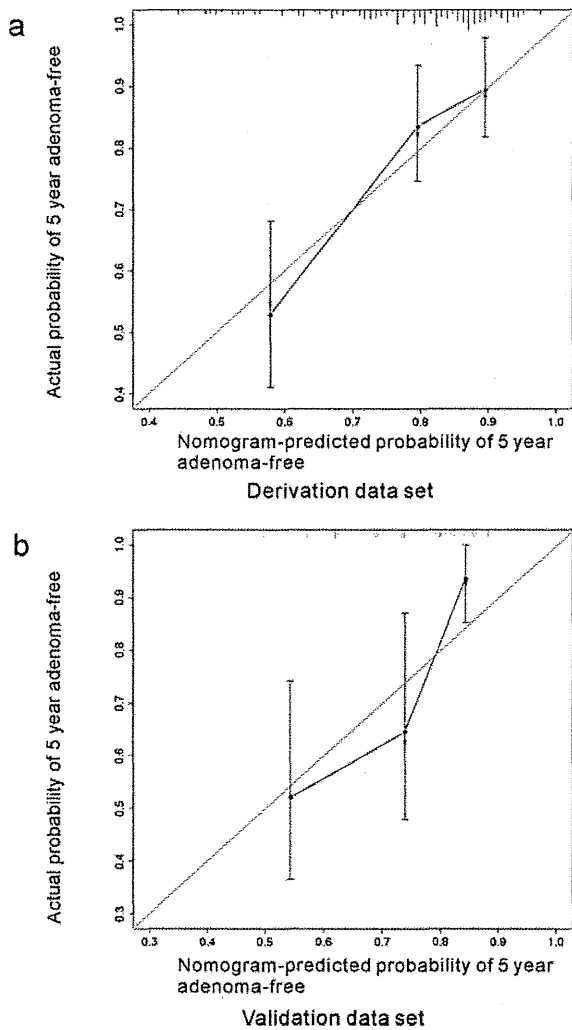 a
Actual probability of 5 year adenoma-free
1.0
0.9
0.8
0.7
0.6
0.5
0.4
0.4 0.5 0.6 0.7 0.8 0.9 1.0
Nomogram-predicted probability of 5 year
adenoma-free
Derivation data set
b
Actual probability of 5 year adenoma-free
1.0
0.9
0.8
0.7
0.6
0.5
0.4
0.3
0.3 0.4 0.5 0.6 0.7 0.8 0.9 1.0
Nomogram-predicted probability of 5 year
adenoma-free
Validation data set